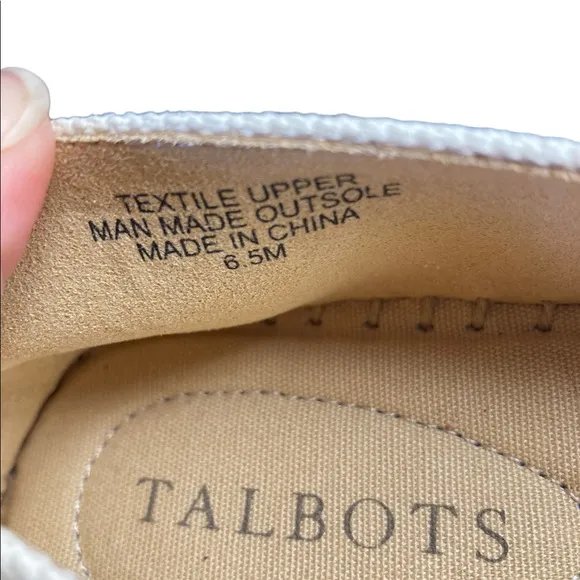 TEXTILE UPPER
MAN MADE OUTSOLE
MADE IN CHINA
6.5M
TALBOTS